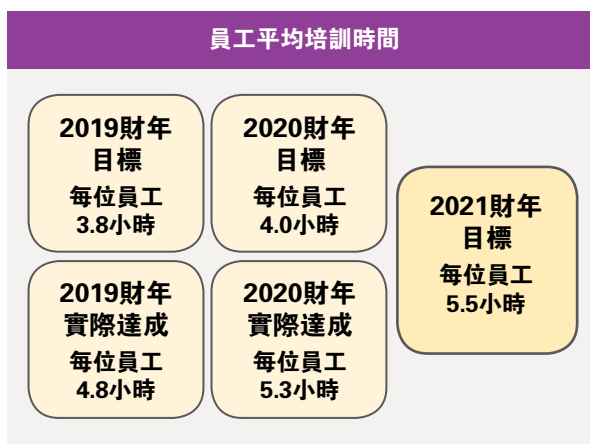 員工平均培訓時間
2019財年
目標
每位員工
3.8小時
2020財年
目標
每位員工
4.0小時
2019財年
實際達成
每位員工
4.8小時
2020財年
實際達成
每位員工
5.3小時
2021財年
目標
每位員工
5.5小時